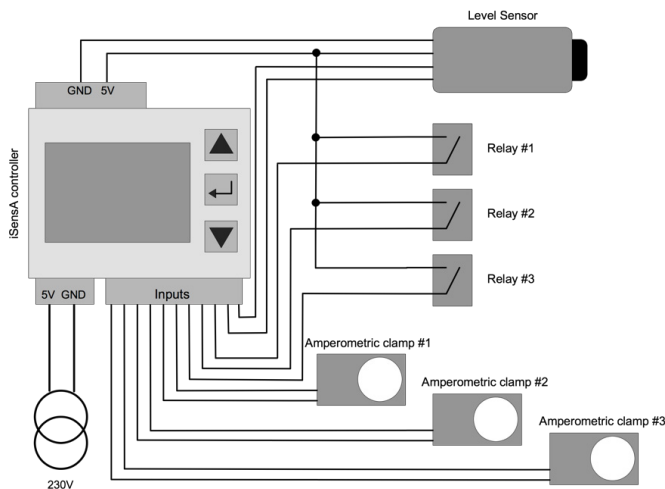 Level Sensor
GND 5V
iSensA controller
Relay #1
Relay #2
Relay #3
5V GND
Inputs
Amperometric clamp #1
Amperometric clamp #2
Amperometric clamp #3
230V